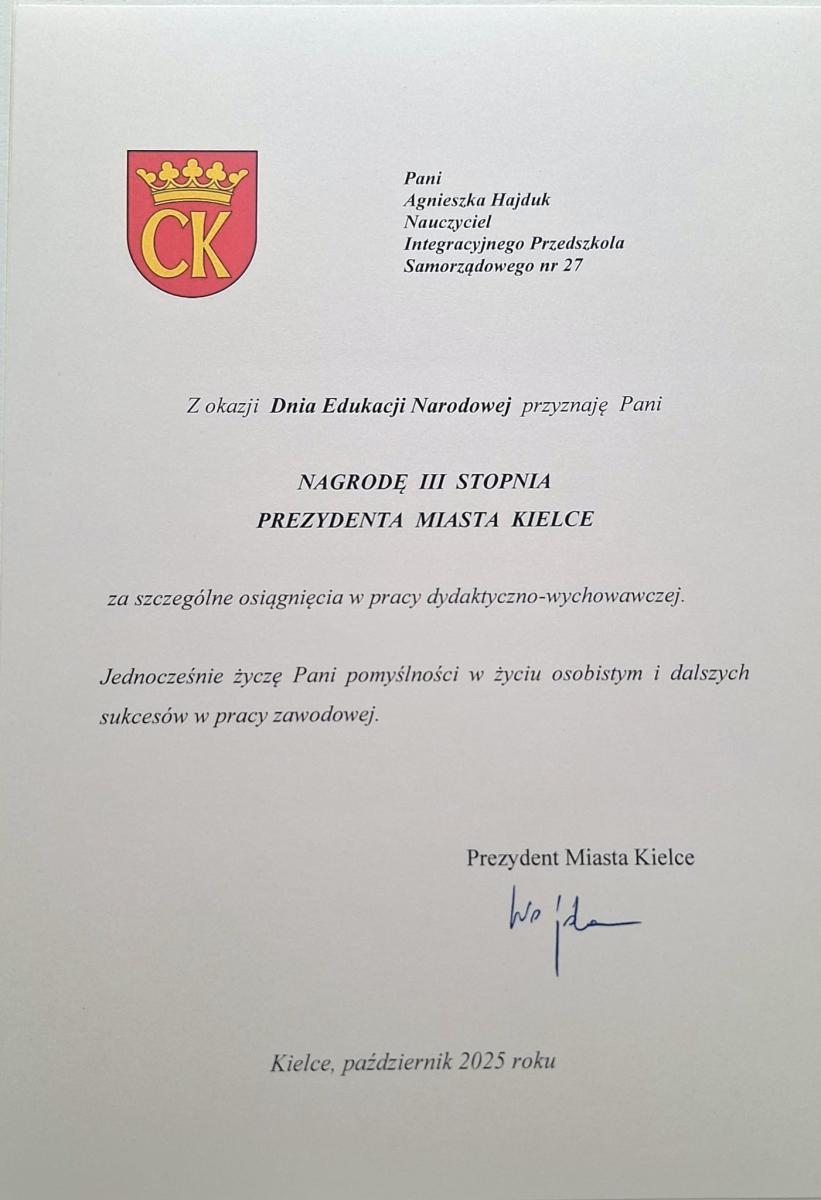 CK
Pani
Agnieszka Hajduk
Nauczyciel
Integracyjnego Przedszkola
Samorządowego nr 27
Z okazji Dnia Edukacji Narodowej przyznaję Pani
NAGRODĘ III STOPNIA
PREZYDENTA MIASTA KIELCE
za szczególne osiągnięcia w pracy dydaktyczno-wychowawczej.
Jednocześnie życzę Pani pomyślności w życiu osobistym i dalszych
sukcesów w pracy zawodowej.
Prezydent Miasta Kielce
Kielce, październik 2025 roku